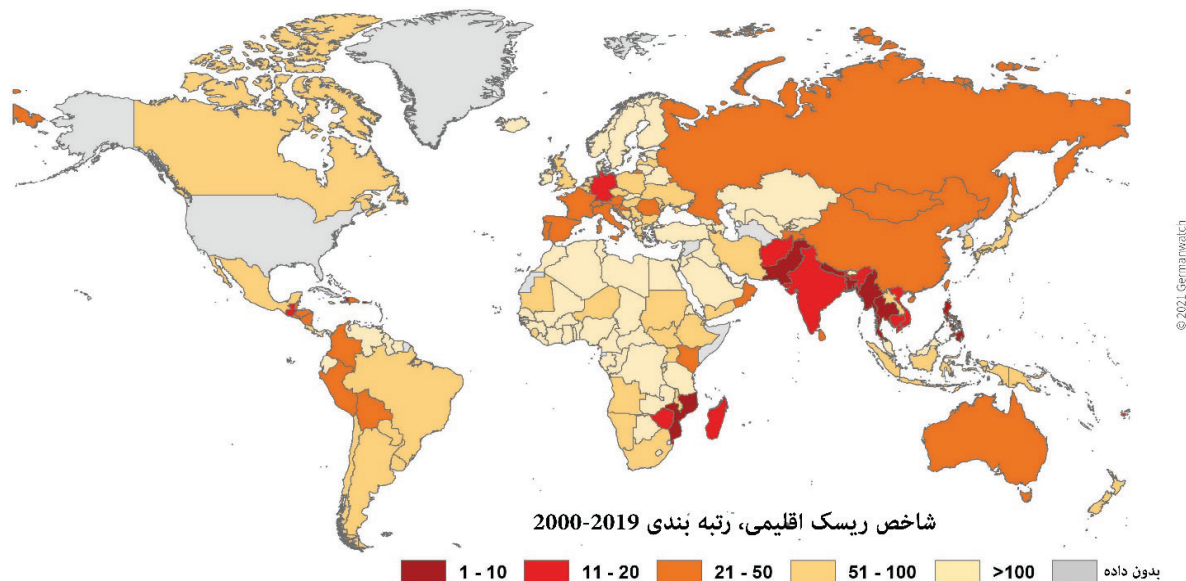 © 2021 Germanwatch
شاخص ریسک اقلیمی، رتبه بندی 2019-2000
1 - 10
11 - 20
21 - 50
51 - 100
>100
بدون داده